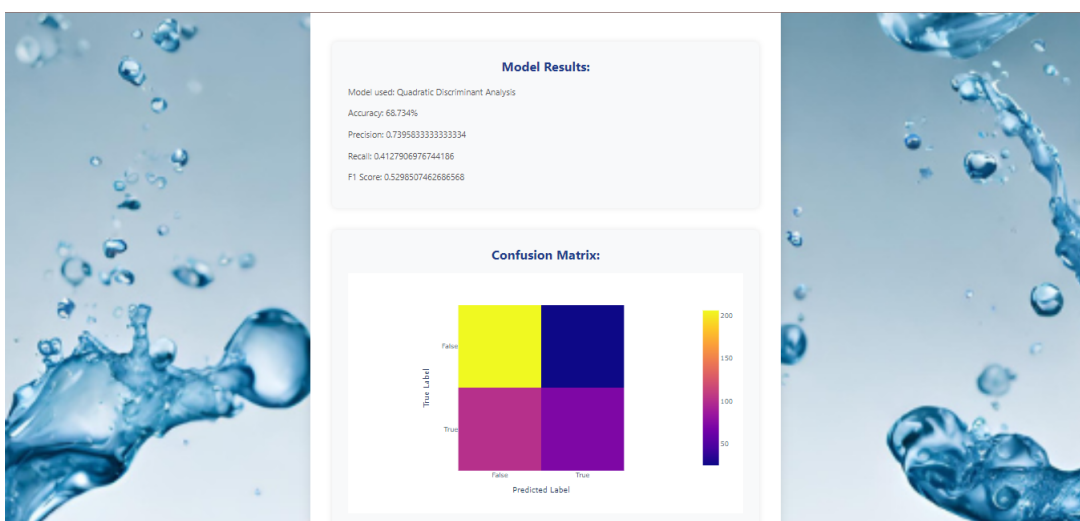 Model Results:
Model used: Quadratic Discriminant Analysis
Accuracy: 68.734%
Precision: 0.7395833333333334
Recall: 0.4127906976744186
F1 Score: 0.5298507462686568
Confusion Matrix:
False
True
True Label
False
True
Predicted Label
200
150
100
50